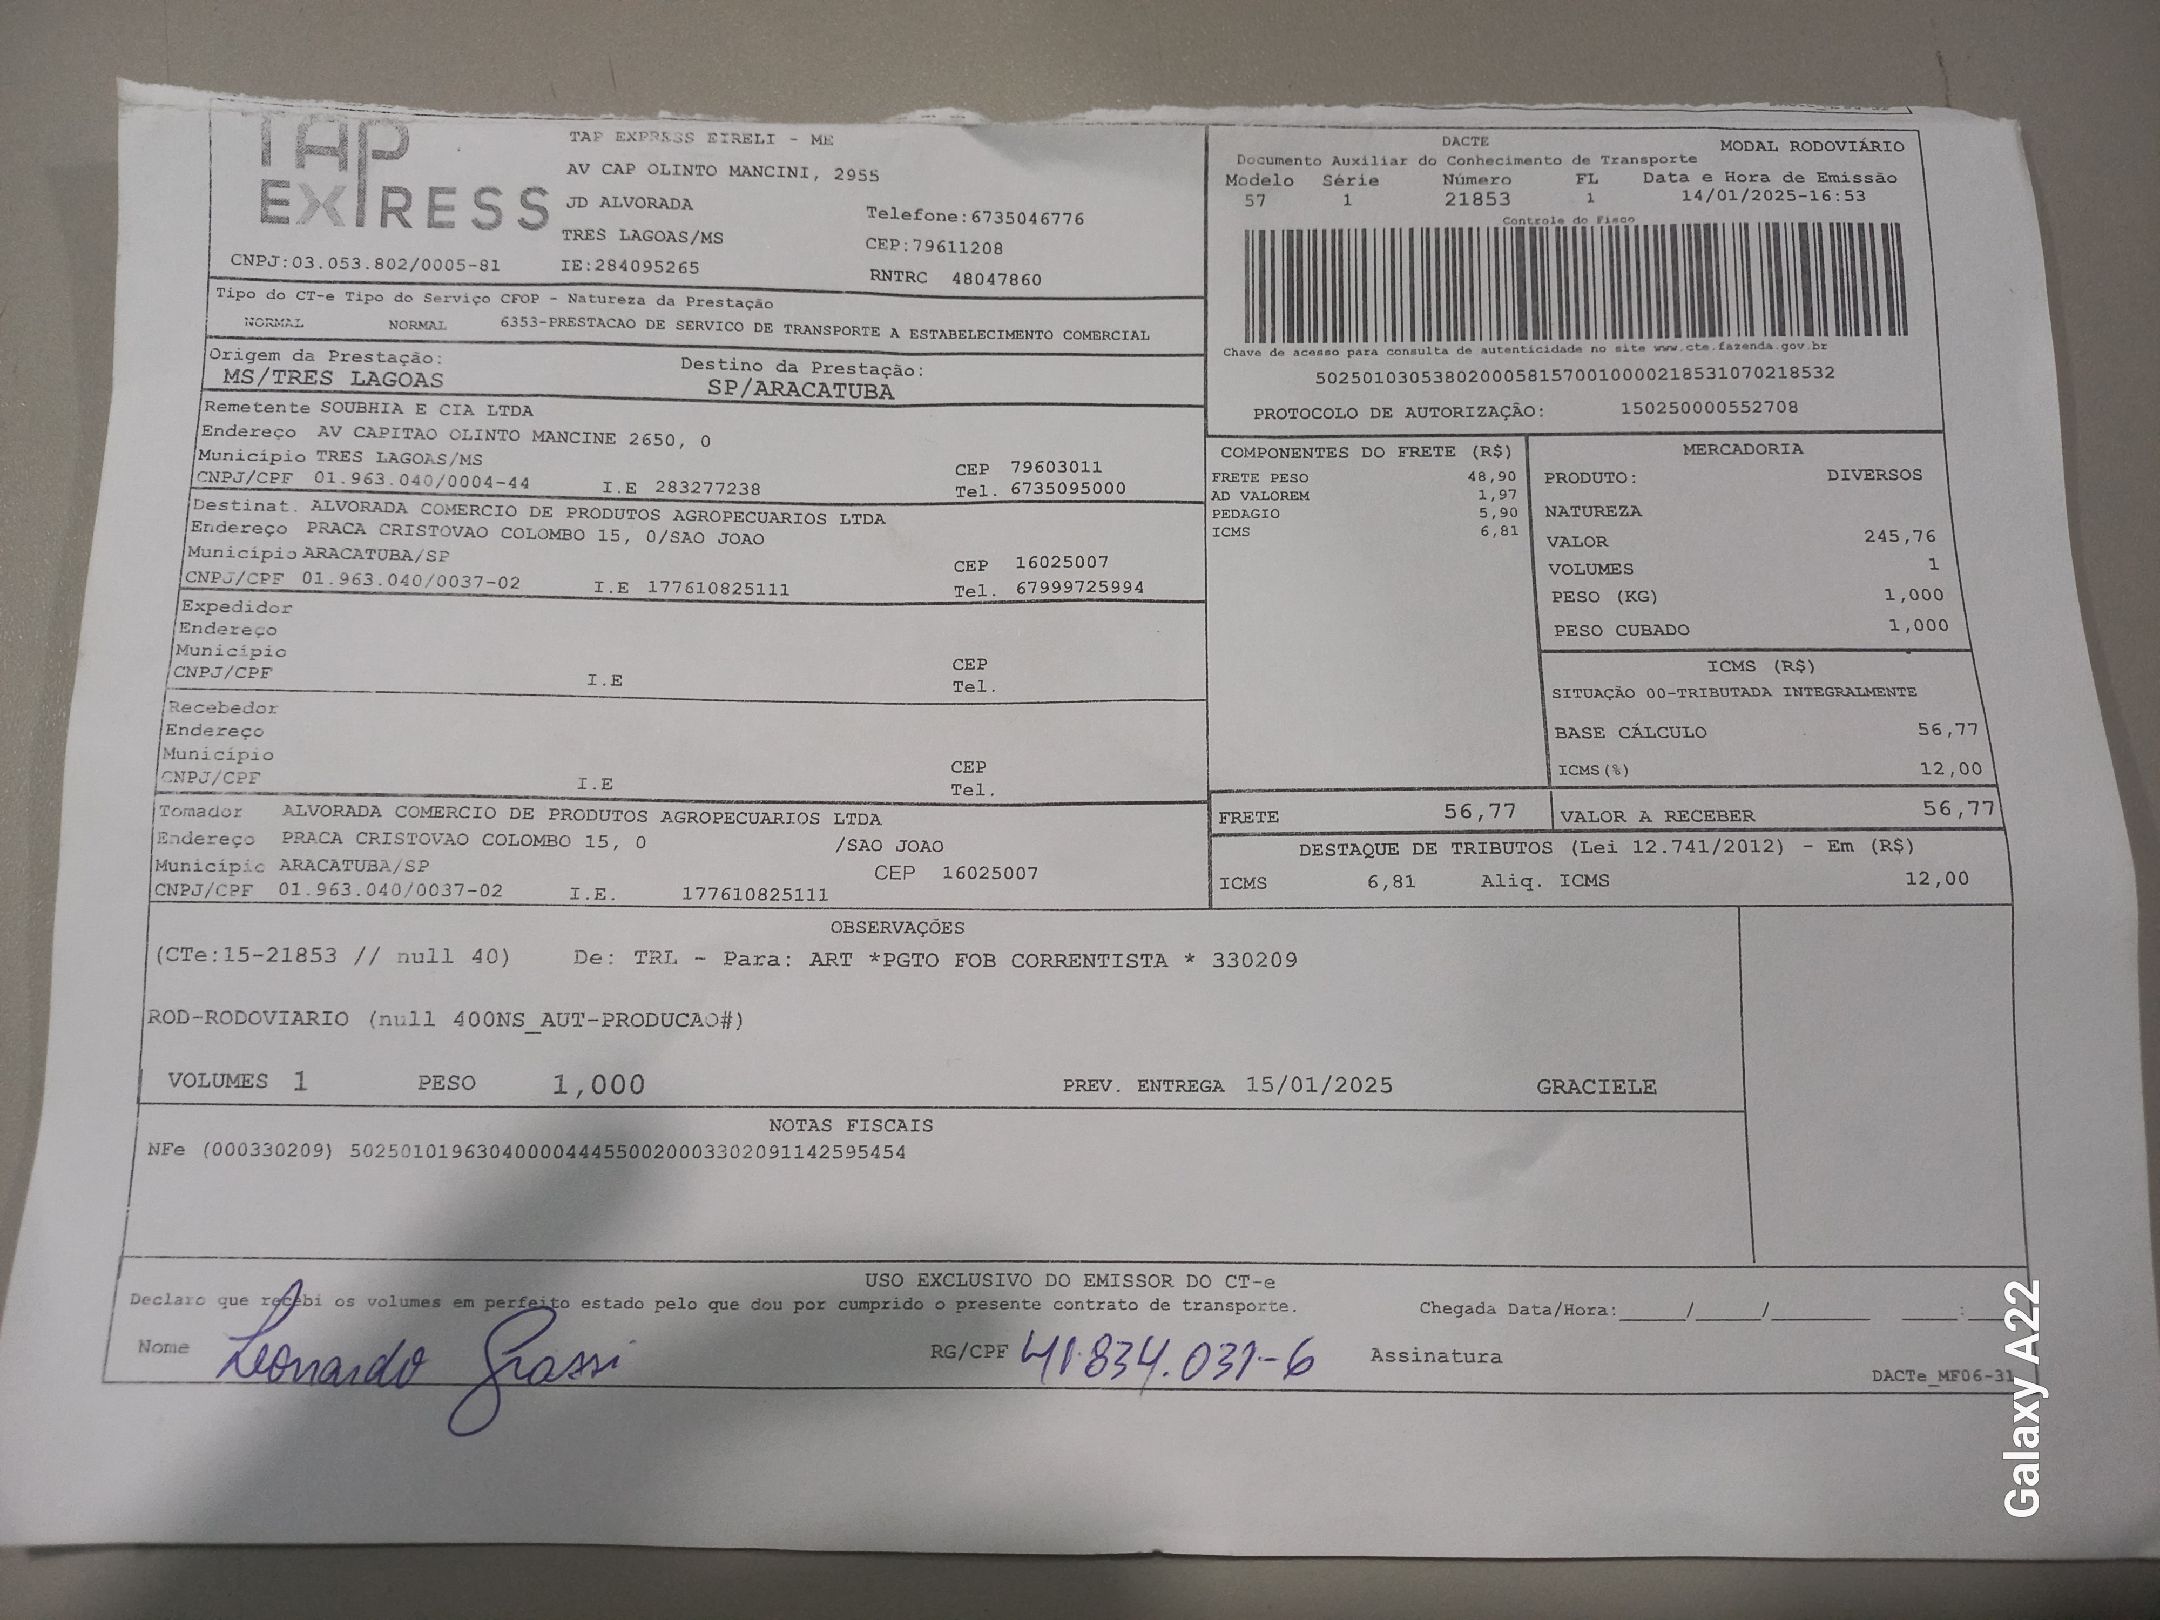 TAP
EXPRESS
CNPJ:03.053.802/0005-81
TAP EXPRESS EIRELI - ME
AV CAP OLINTO MANCINI, 2955
JD ALVORADA
Telefone:6735046776
TRES LAGOAS/MS
CEP:79611208
IE:284095265
RNTRC 48047860
DACTE
MODAL RODOVIÁRIO
Documento Auxiliar do Conhecimento de Transporte
Modelo Série Número FL Data e Hora de Emissão
57 1 21853 1 14/01/2025-16:53
Controle do Fisco
Chave de acesso para consulta de autenticidade no site www.cte.fazenda.gov.br
50250103053802000581570010000218531070218532
PROTOCOLO DE AUTORIZAÇÃO: 150250000552708
Tipo do CT-e Tipo do Serviço CFOP - Natureza da Prestação
NORMAL NORMAL 6353-PRESTACAO DE SERVICO DE TRANSPORTE A ESTABELECIMENTO COMERCIAL
Origem da Prestação: Destino da Prestação:
MS/TRES LAGOAS SP/ARACATUBA
Remetente SOUBHIA E CIA LTDA
Endereço AV CAPITAO OLINTO MANCINE 2650, 0
Município TRES LAGOAS/MS CEP 79603011
CNPJ/CPF 01.963.040/0004-44 I.E 283277238 Tel. 6735095000
Destinat. ALVORADA COMERCIO DE PRODUTOS AGROPECUARIOS LTDA
Endereço PRACA CRISTOVAO COLOMBO 15, 0/SAO JOAO
Município ARACATUBA/SP CEP 16025007
CNPJ/CPF 01.963.040/0037-02 I.E 177610825111 Tel. 67999725994
Expedidor
Endereço
Município CEP
CNPJ/CPF I.E Tel.
Recebedor
Endereço
Município CEP
CNPJ/CPF I.E Tel.
Tomador ALVORADA COMERCIO DE PRODUTOS AGROPECUARIOS LTDA
Endereço PRACA CRISTOVAO COLOMBO 15, 0 /SAO JOAO
Município ARACATUBA/SP CEP 16025007
CNPJ/CPF 01.963.040/0037-02 I.E. 177610825111
COMPONENTES DO FRETE (R$)
FRETE PESO 48,90
AD VALOREM 1,97
PEDAGIO 5,90
ICMS 6,81
MERCADORIA
PRODUTO: DIVERSOS
NATUREZA
VALOR 245,76
VOLUMES 1
PESO (KG) 1,000
PESO CUBADO 1,000
ICMS (R$)
SITUAÇÃO 00-TRIBUTADA INTEGRALMENTE
BASE CÁLCULO 56,77
ICMS(%) 12,00
FRETE 56,77 VALOR A RECEBER 56,77
DESTAQUE DE TRIBUTOS (Lei 12.741/2012) - Em (R$)
ICMS 6,81 Aliq. ICMS 12,00
OBSERVAÇÕES
(CTe:15-21853 // null 40) De: TRL - Para: ART *PGTO FOB CORRENTISTA * 330209
ROD-RODOVIARIO (null 400NS_AUT-PRODUCAO#)
VOLUMES 1 PESO 1,000 PREV. ENTREGA 15/01/2025 GRACIELE
NOTAS FISCAIS
NFe (000330209) 50250101963040000444550020003302091142595454
USO EXCLUSIVO DO EMISSOR DO CT-e
Declaro que recebi os volumes em perfeito estado pelo que dou por cumprido o presente contrato de transporte. Chegada Data/Hora:_____/_____/________ ____:___
Nome Leonardo Grassi RG/CPF 41.834.031-6 Assinatura
DACTe_MF06-31
Galaxy A22